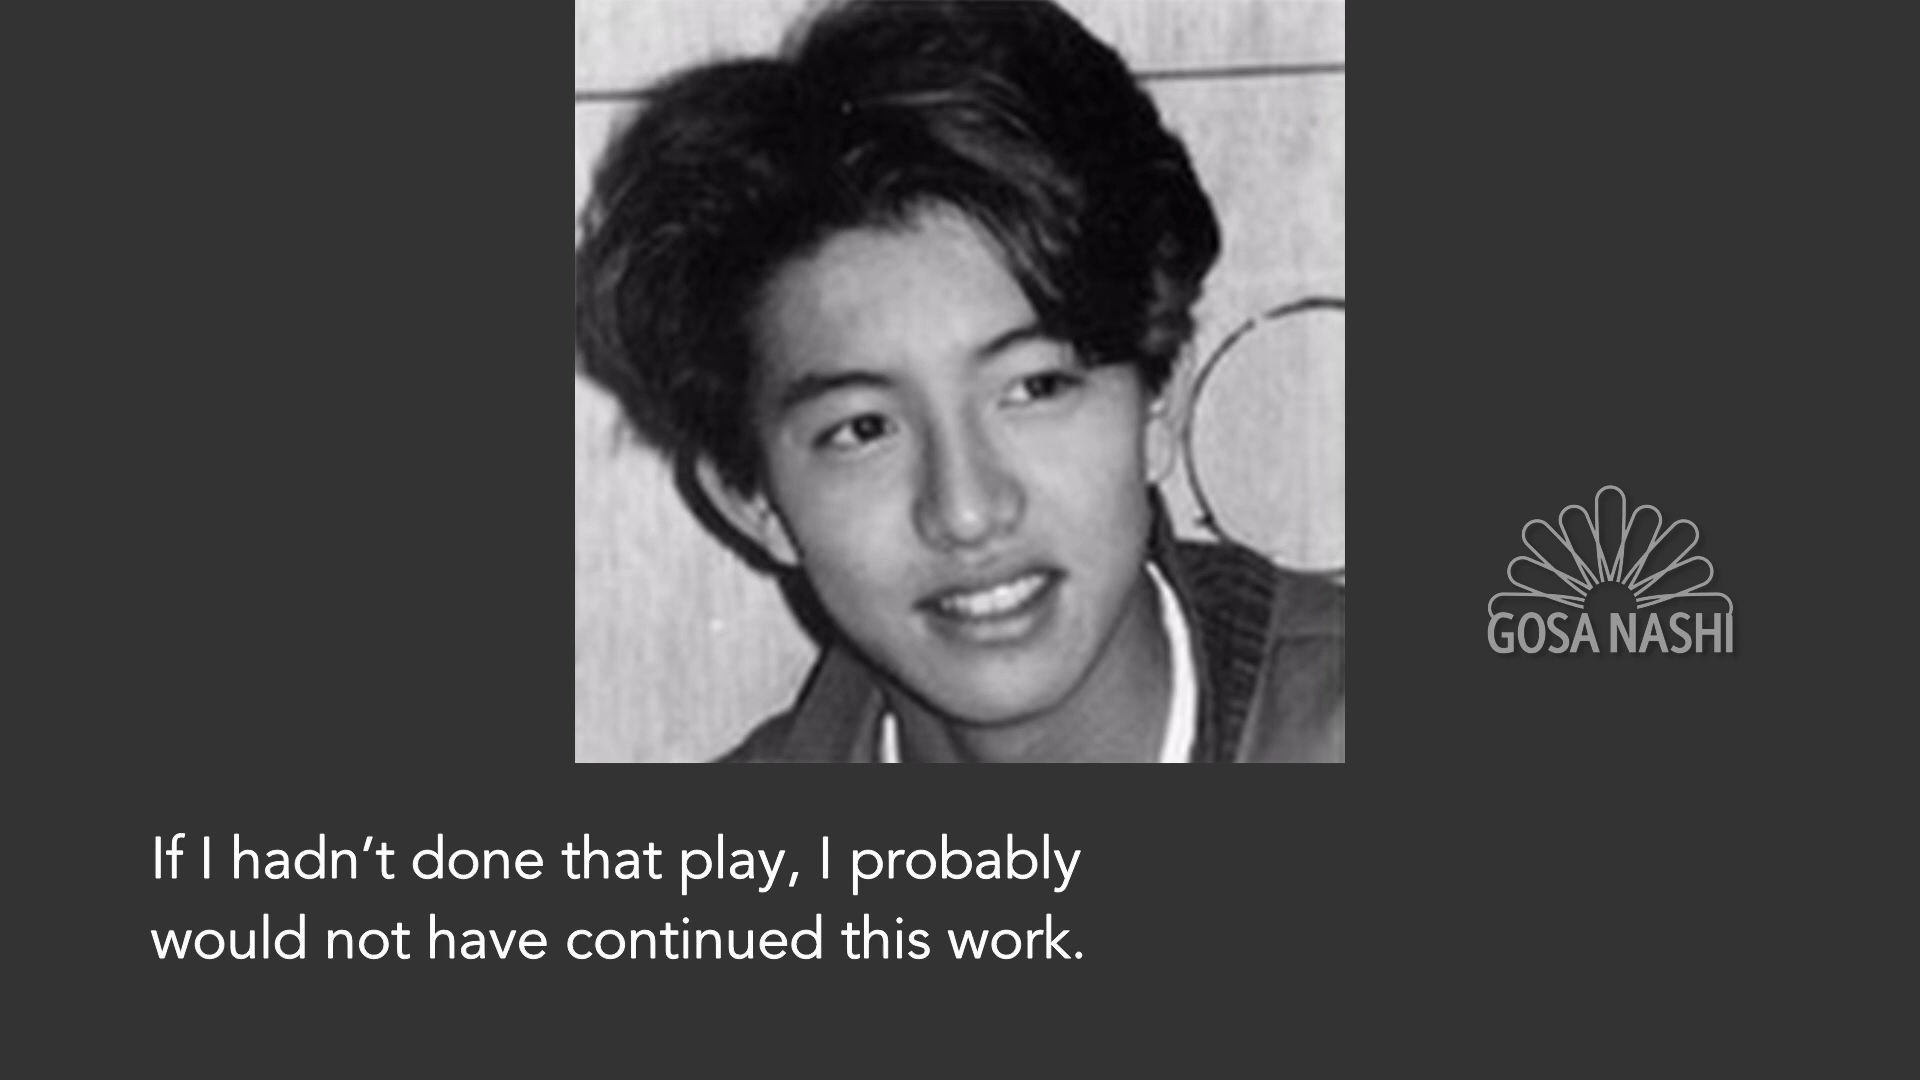 GOSA NASHI
If I hadn’t done that play, I probably
would not have continued this work.